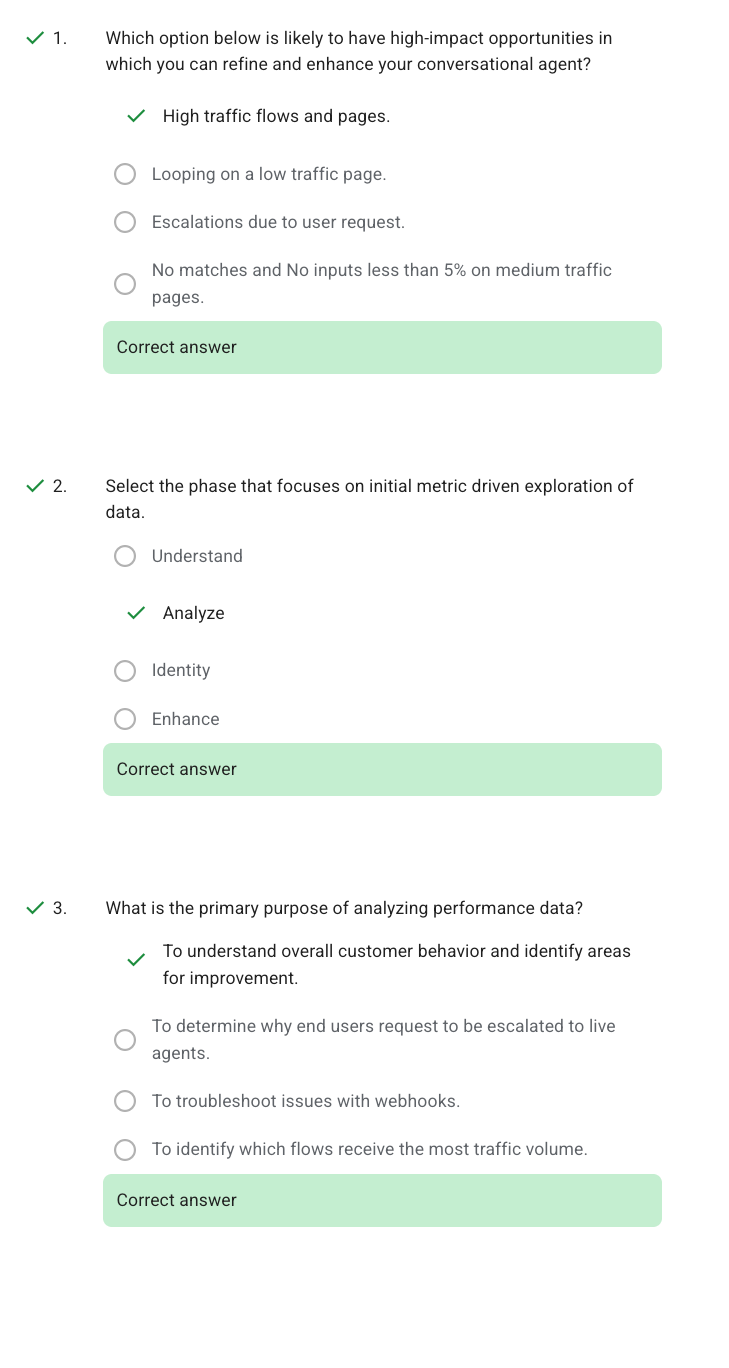 1. Which option below is likely to have high-impact opportunities in
which you can refine and enhance your conversational agent?
High traffic flows and pages.
Looping on a low traffic page.
Escalations due to user request.
No matches and No inputs less than 5% on medium traffic
pages.
Correct answer
2. Select the phase that focuses on initial metric driven exploration of
data.
Understand
Analyze
Identity
Enhance
Correct answer
3. What is the primary purpose of analyzing performance data?
To understand overall customer behavior and identify areas
for improvement.
To determine why end users request to be escalated to live
agents.
To troubleshoot issues with webhooks.
To identify which flows receive the most traffic volume.
Correct answer